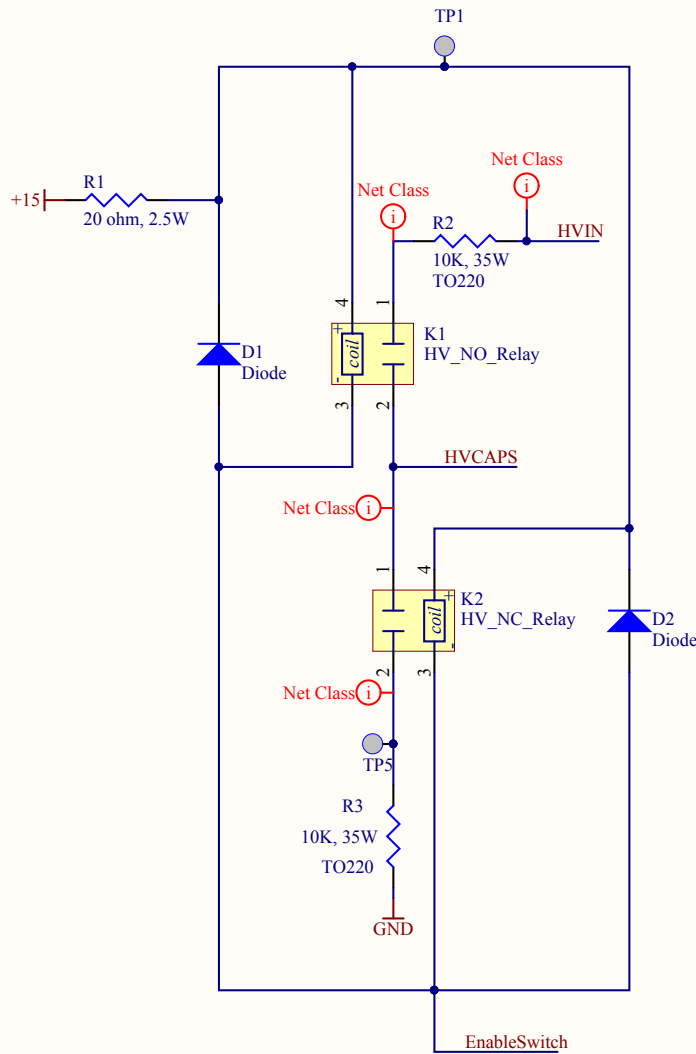 TP1
Net Class
i
R1
+15
20 ohm, 2.5W
Net Class
i
R2
HVIN
10K, 35W
TO220
4
1
K1
HV_NO_Relay
+
coil
-
D1
Diode
3
2
HVCAPS
Net Class
i
1
4
K2
HV_NC_Relay
+
coil
-
D2
Diode
2
3
Net Class
i
TP5
R3
10K, 35W
TO220
GND
EnableSwitch